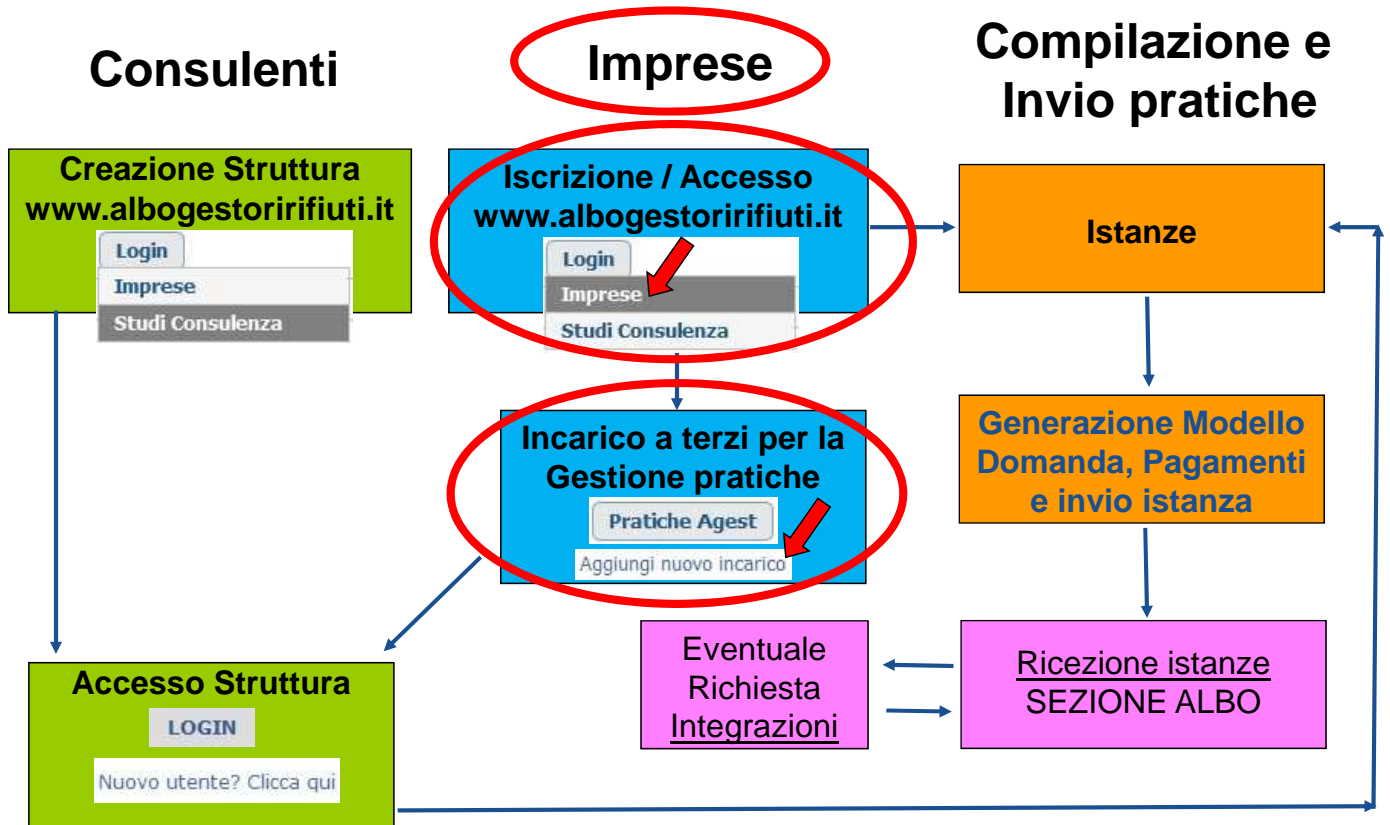 Consulenti
Imprese
Compilazione e
Invio pratiche
Creazione Struttura
www.albogestoririfiuti.it
Login
Imprese
Studi Consulenza
Iscrizione / Accesso
www.albogestoririfiuti.it
Login
Imprese
Studi Consulenza
Istanze
Incarico a terzi per la
Gestione pratiche
Pratiche Agest
Aggiungi nuovo incarico
Generazione Modello
Domanda, Pagamenti
e invio istanza
Accesso Struttura
LOGIN
Nuovo utente? Clicca qui
Eventuale
Richiesta
Integrazioni
Ricezione istanze
SEZIONE ALBO